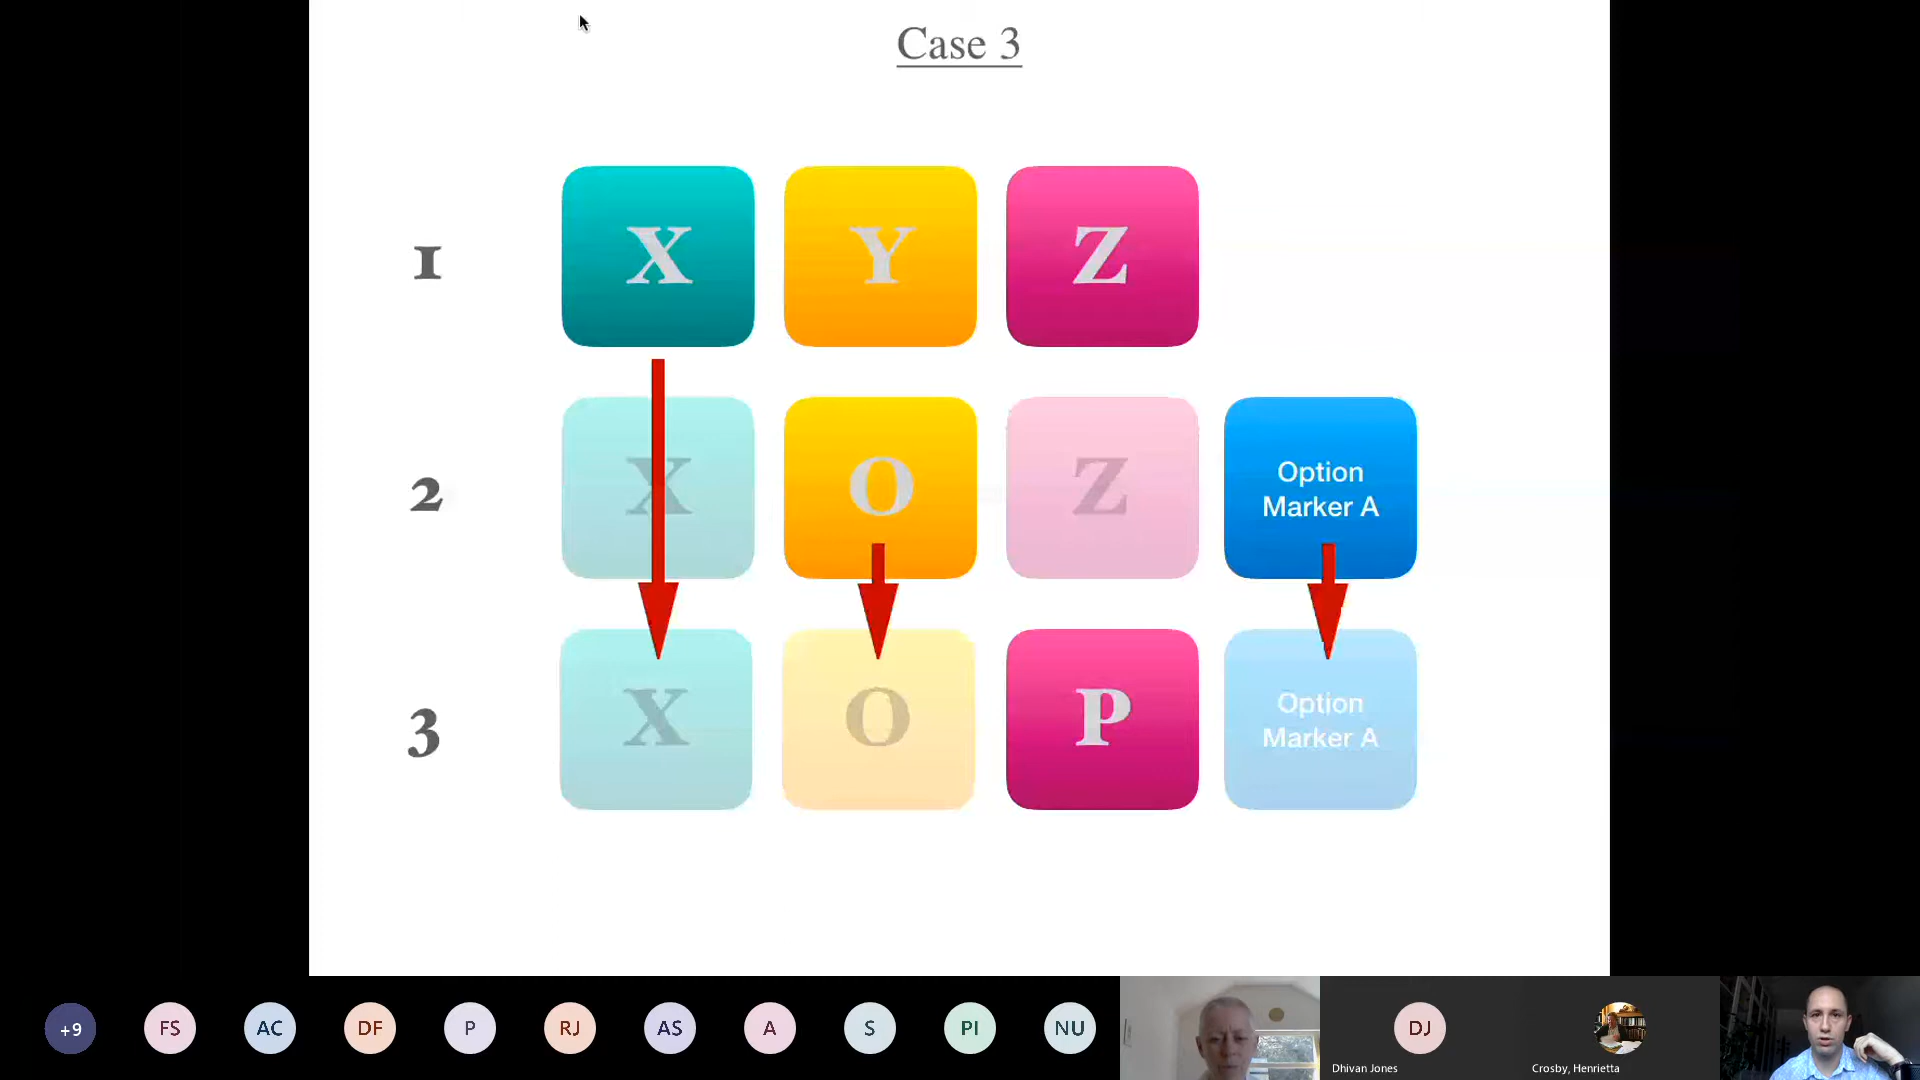 Case 3
1
X
Y
Z
2
X
O
Z
Option
Marker A
3
X
O
P
Option
Marker A
+9
FS
AC
DF
P
RJ
AS
A
S
PI
NU
DJ
Dhivan Jones
Crosby, Henrietta